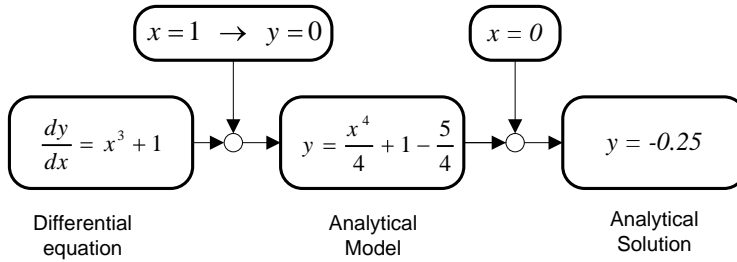 x = 1 → y = 0
x = 0
dy/dx = x³ + 1
y = x⁴/4 + 1 − 5/4
y = -0.25
Differential
equation
Analytical
Model
Analytical
Solution